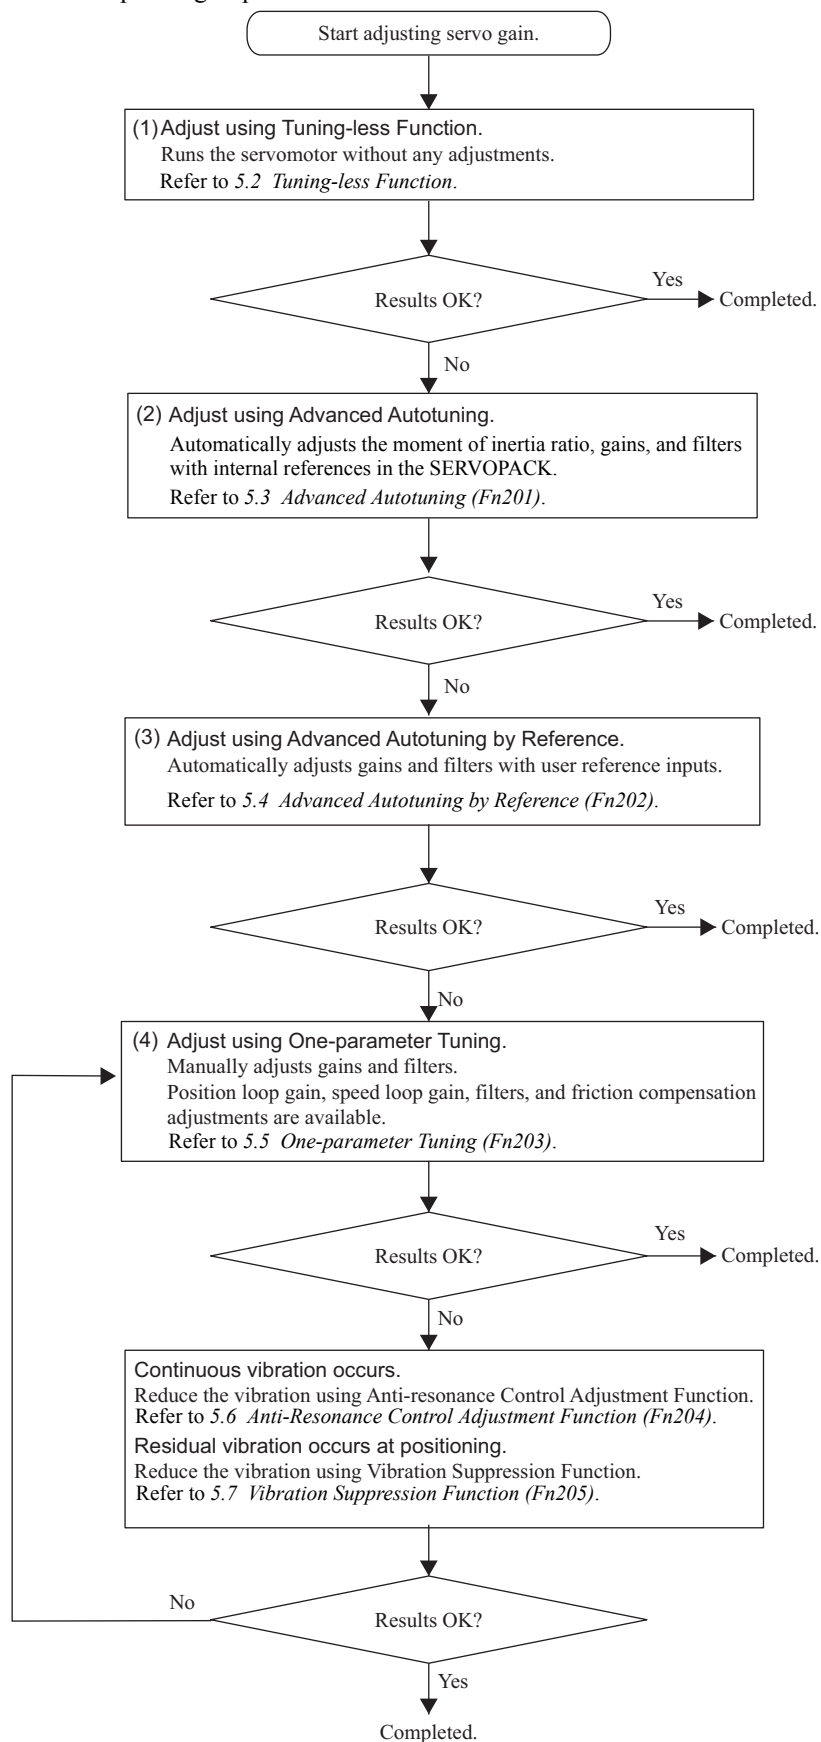 Start adjusting servo gain.
(1) Adjust using Tuning-less Function.
Runs the servomotor without any adjustments.
Refer to 5.2 Tuning-less Function.
Results OK?
Yes
Completed.
No
(2) Adjust using Advanced Autotuning.
Automatically adjusts the moment of inertia ratio, gains, and filters
with internal references in the SERVOPACK.
Refer to 5.3 Advanced Autotuning (Fn201).
Results OK?
Yes
Completed.
No
(3) Adjust using Advanced Autotuning by Reference.
Automatically adjusts gains and filters with user reference inputs.
Refer to 5.4 Advanced Autotuning by Reference (Fn202).
Results OK?
Yes
Completed.
No
(4) Adjust using One-parameter Tuning.
Manually adjusts gains and filters.
Position loop gain, speed loop gain, filters, and friction compensation
adjustments are available.
Refer to 5.5 One-parameter Tuning (Fn203).
Results OK?
Yes
Completed.
No
Continuous vibration occurs.
Reduce the vibration using Anti-resonance Control Adjustment Function.
Refer to 5.6 Anti-Resonance Control Adjustment Function (Fn204).
Residual vibration occurs at positioning.
Reduce the vibration using Vibration Suppression Function.
Refer to 5.7 Vibration Suppression Function (Fn205).
No
Results OK?
Yes
Completed.